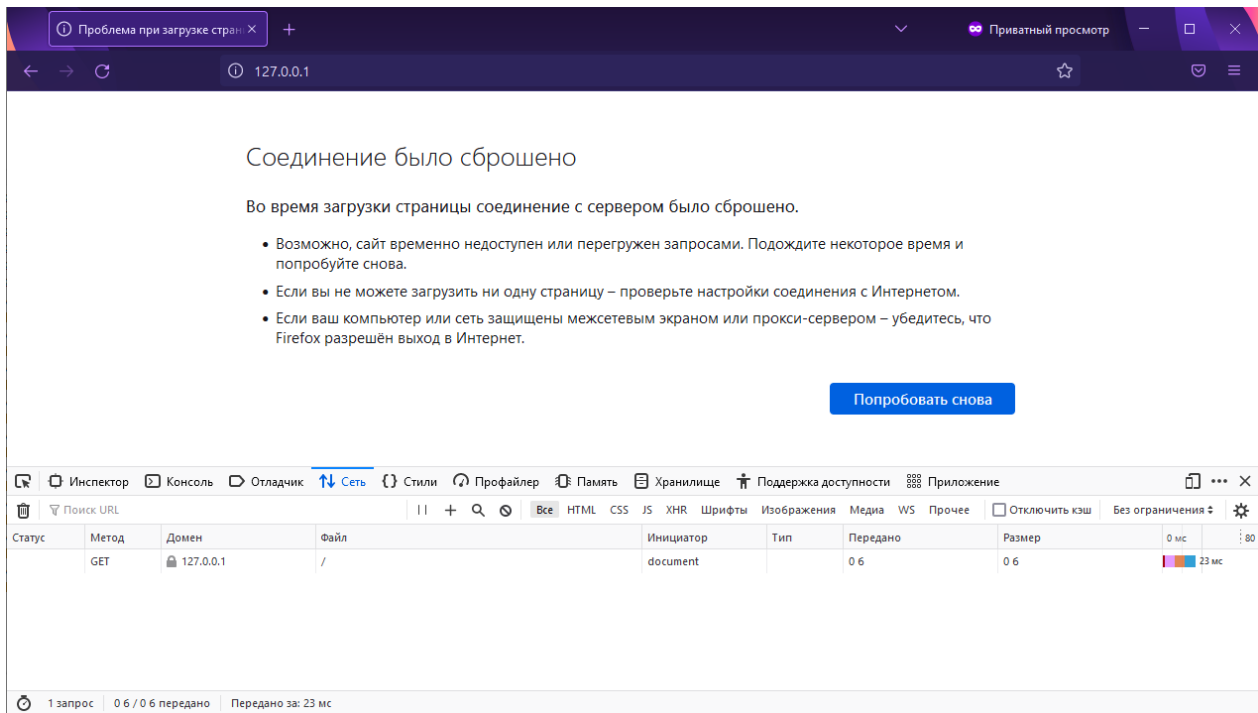 Проблема при загрузке стран
Приватный просмотр
127.0.0.1
Соединение было сброшено
Во время загрузки страницы соединение с сервером было сброшено.
Возможно, сайт временно недоступен или перегружен запросами. Подождите некоторое время и
попробуйте снова.
Если вы не можете загрузить ни одну страницу – проверьте настройки соединения с Интернетом.
Если ваш компьютер или сеть защищены межсетевым экраном или прокси-сервером – убедитесь, что
Firefox разрешён выход в Интернет.
Попробовать снова
Инспектор Консоль Отладчик Сеть Стили Профайлер Память Хранилище Поддержка доступности Приложение
Поиск URL Все HTML CSS JS XHR Шрифты Изображения Медиа WS Прочее Отключить кэш Без ограничения
Статус Метод Домен Файл Инициатор Тип Передано Размер 0 мс 80
GET 127.0.0.1 / document 0 б 0 б 23 мс
1 запрос 0 б / 0 б передано Передано за: 23 мс